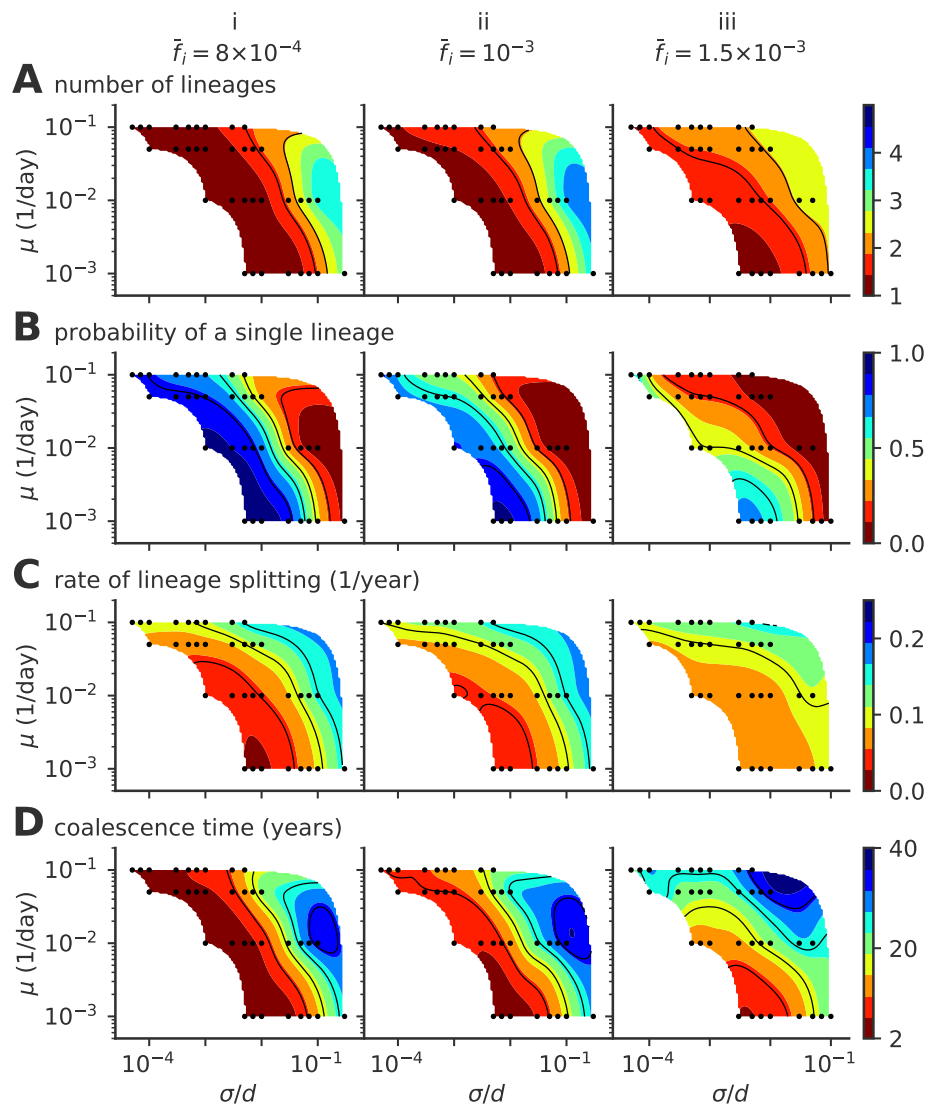 i ii iii
f̄ᵢ = 8×10⁻⁴ f̄ᵢ = 10⁻³ f̄ᵢ = 1.5×10⁻³
A number of lineages
10⁻¹
10⁻²
10⁻³
μ (1/day)
4
3
2
1
B probability of a single lineage
10⁻¹
10⁻²
10⁻³
μ (1/day)
1.0
0.5
0.0
C rate of lineage splitting (1/year)
10⁻¹
10⁻²
10⁻³
μ (1/day)
0.2
0.1
0.0
D coalescence time (years)
10⁻¹
10⁻²
10⁻³
μ (1/day)
40
20
2
10⁻⁴ 10⁻¹ 10⁻⁴ 10⁻¹ 10⁻⁴ 10⁻¹
σ/d σ/d σ/d